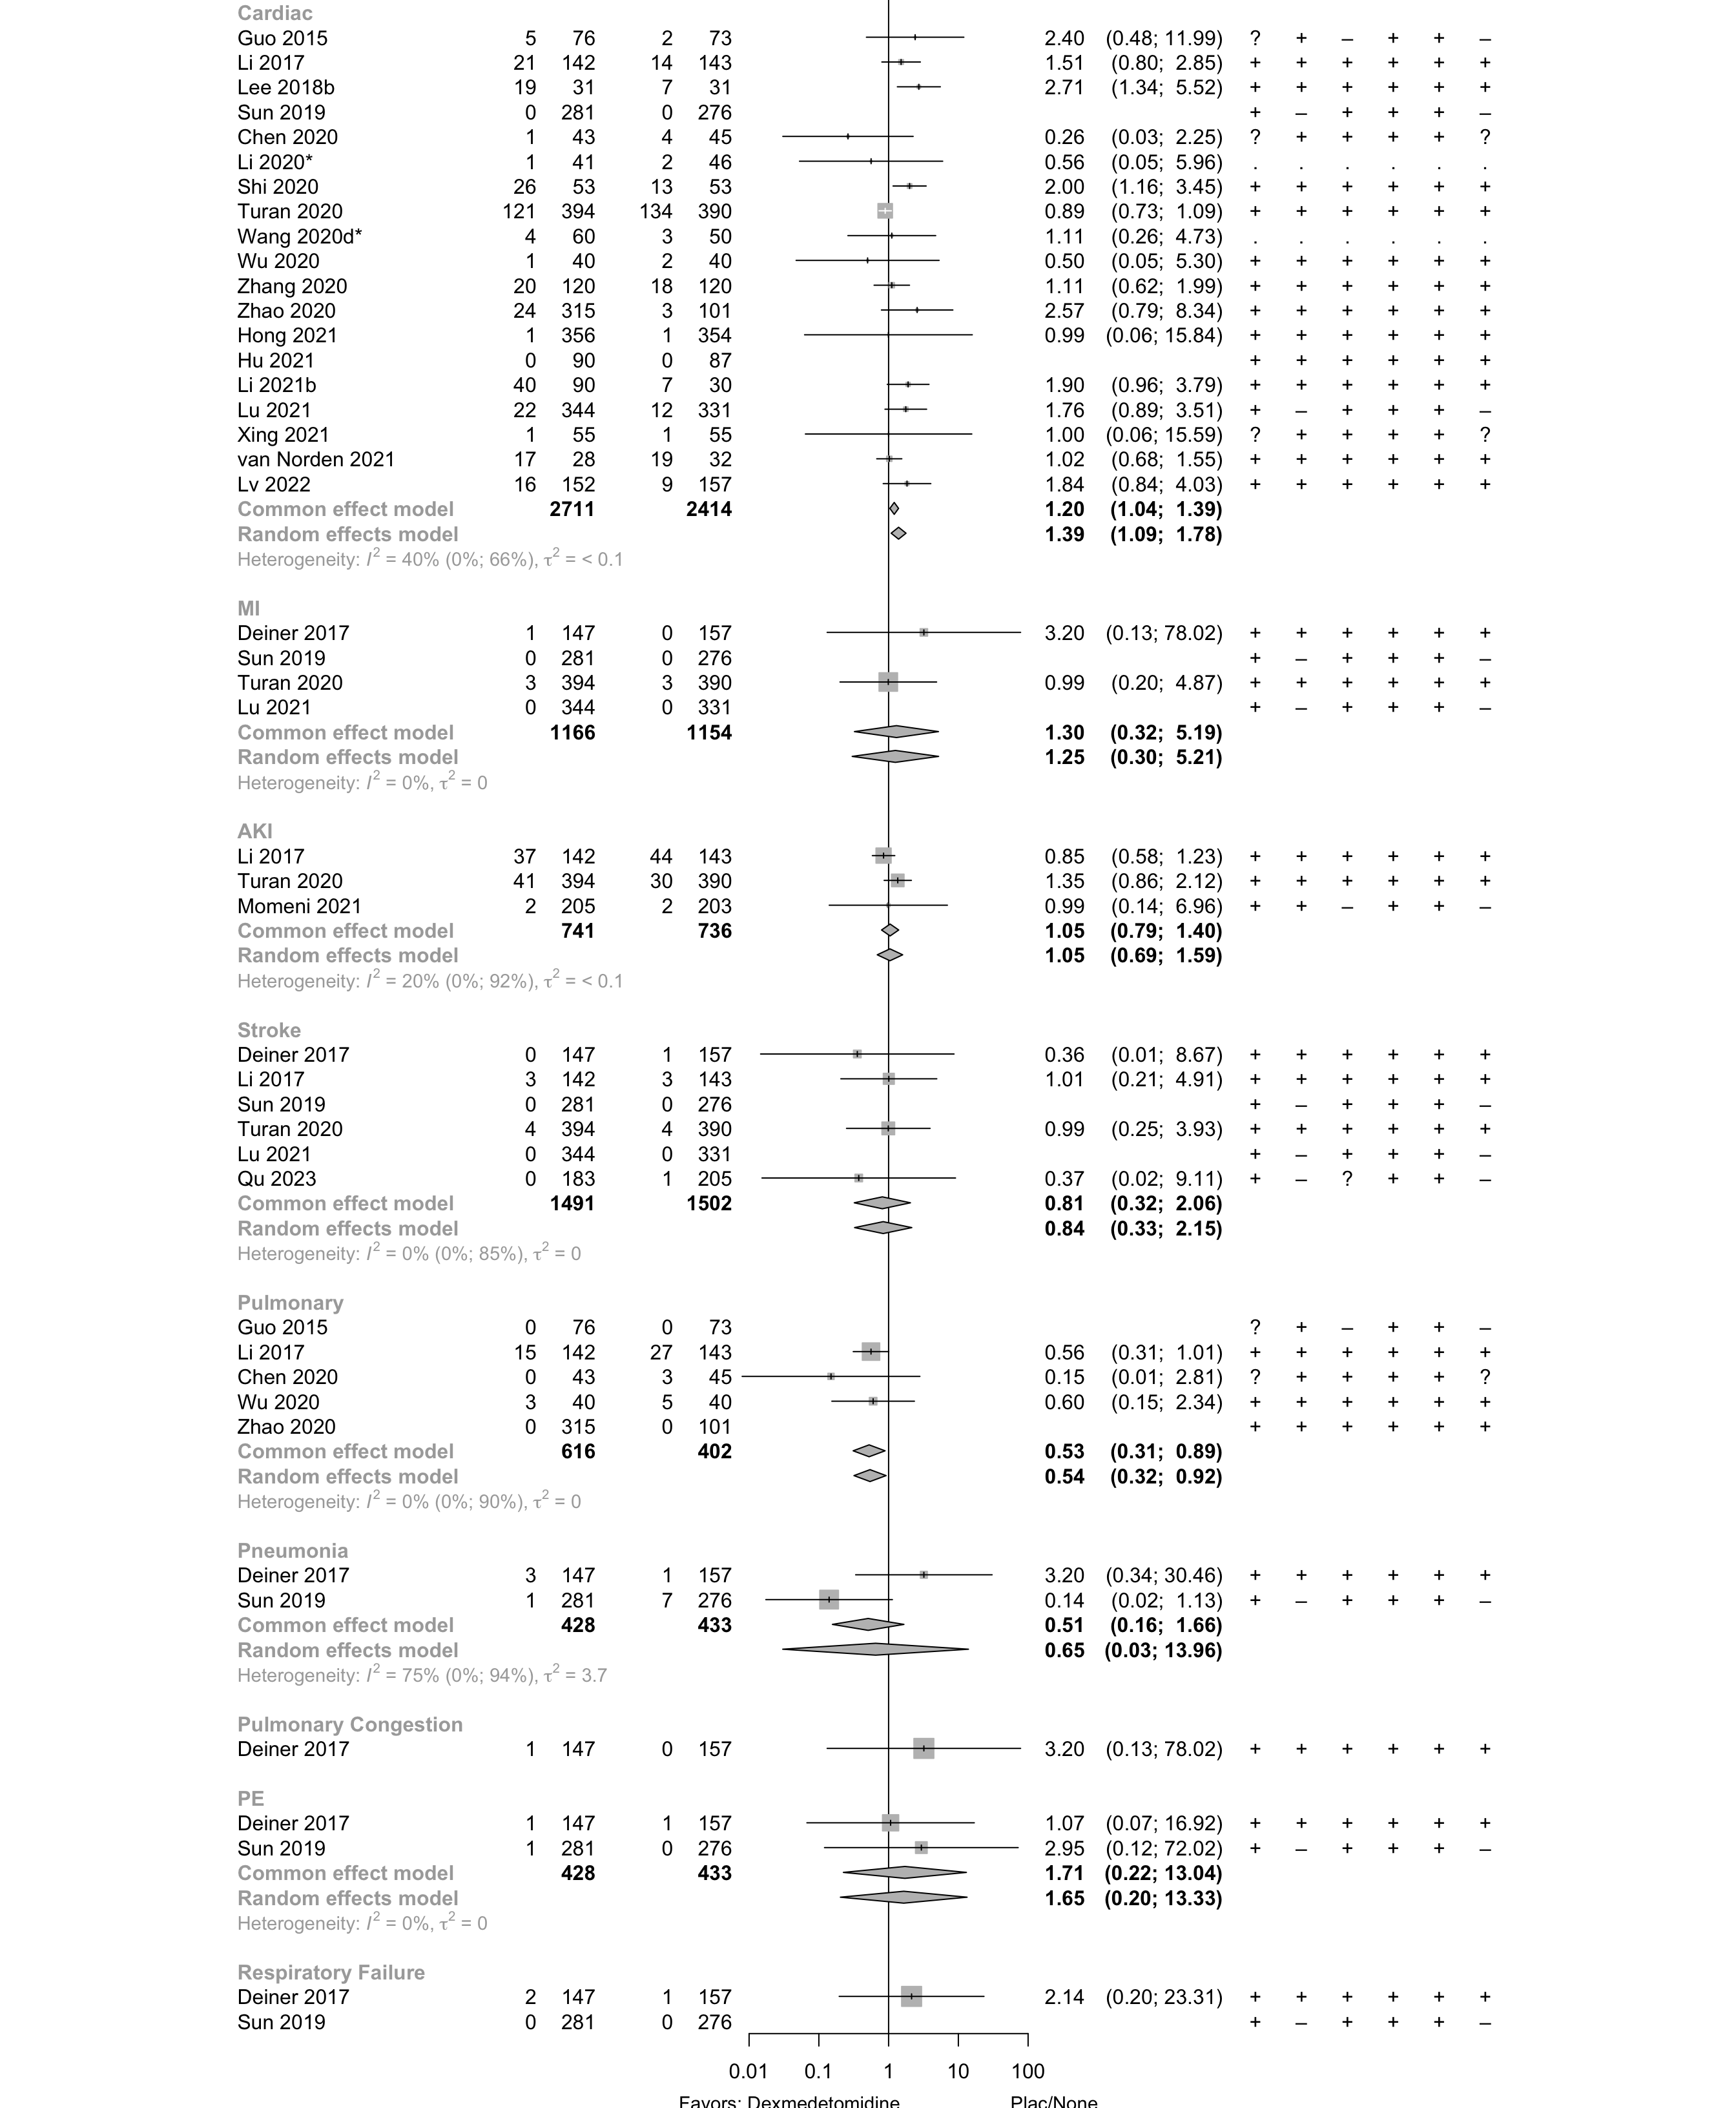 Cardiac
Guo 2015 5 76 2 73 2.40 (0.48; 11.99) ? + – + + –
Li 2017 21 142 14 143 1.51 (0.80; 2.85) + + + + + +
Lee 2018b 19 31 7 31 2.71 (1.34; 5.52) + + + + + +
Sun 2019 0 281 0 276 + – + + + –
Chen 2020 1 43 4 45 0.26 (0.03; 2.25) ? + + + + ?
Li 2020* 1 41 2 46 0.56 (0.05; 5.96) . . . . . .
Shi 2020 26 53 13 53 2.00 (1.16; 3.45) + + + + + +
Turan 2020 121 394 134 390 0.89 (0.73; 1.09) + + + + + +
Wang 2020d* 4 60 3 50 1.11 (0.26; 4.73) . . . . . .
Wu 2020 1 40 2 40 0.50 (0.05; 5.30) + + + + + +
Zhang 2020 20 120 18 120 1.11 (0.62; 1.99) + + + + + +
Zhao 2020 24 315 3 101 2.57 (0.79; 8.34) + + + + + +
Hong 2021 1 356 1 354 0.99 (0.06; 15.84) + + + + + +
Hu 2021 0 90 0 87 + + + + + +
Li 2021b 40 90 7 30 1.90 (0.96; 3.79) + + + + + +
Lu 2021 22 344 12 331 1.76 (0.89; 3.51) + – + + + –
Xing 2021 1 55 1 55 1.00 (0.06; 15.59) ? + + + + ?
van Norden 2021 17 28 19 32 1.02 (0.68; 1.55) + + + + + +
Lv 2022 16 152 9 157 1.84 (0.84; 4.03) + + + + + +
Common effect model 2711 2414 1.20 (1.04; 1.39)
Random effects model 1.39 (1.09; 1.78)
Heterogeneity: I² = 40% (0%; 66%), τ² = < 0.1
MI
Deiner 2017 1 147 0 157 3.20 (0.13; 78.02) + + + + + +
Sun 2019 0 281 0 276 + – + + + –
Turan 2020 3 394 3 390 0.99 (0.20; 4.87) + + + + + +
Lu 2021 0 344 0 331 + – + + + –
Common effect model 1166 1154 1.30 (0.32; 5.19)
Random effects model 1.25 (0.30; 5.21)
Heterogeneity: I² = 0%, τ² = 0
AKI
Li 2017 37 142 44 143 0.85 (0.58; 1.23) + + + + + +
Turan 2020 41 394 30 390 1.35 (0.86; 2.12) + + + + + +
Momeni 2021 2 205 2 203 0.99 (0.14; 6.96) + + – + + –
Common effect model 741 736 1.05 (0.79; 1.40)
Random effects model 1.05 (0.69; 1.59)
Heterogeneity: I² = 20% (0%; 92%), τ² = < 0.1
Stroke
Deiner 2017 0 147 1 157 0.36 (0.01; 8.67) + + + + + +
Li 2017 3 142 3 143 1.01 (0.21; 4.91) + + + + + +
Sun 2019 0 281 0 276 + – + + + –
Turan 2020 4 394 4 390 0.99 (0.25; 3.93) + + + + + +
Lu 2021 0 344 0 331 + – + + + –
Qu 2023 0 183 1 205 0.37 (0.02; 9.11) + – ? + + –
Common effect model 1491 1502 0.81 (0.32; 2.06)
Random effects model 0.84 (0.33; 2.15)
Heterogeneity: I² = 0% (0%; 85%), τ² = 0
Pulmonary
Guo 2015 0 76 0 73 ? + – + + –
Li 2017 15 142 27 143 0.56 (0.31; 1.01) + + + + + +
Chen 2020 0 43 3 45 0.15 (0.01; 2.81) ? + + + + ?
Wu 2020 3 40 5 40 0.60 (0.15; 2.34) + + + + + +
Zhao 2020 0 315 0 101 + + + + + +
Common effect model 616 402 0.53 (0.31; 0.89)
Random effects model 0.54 (0.32; 0.92)
Heterogeneity: I² = 0% (0%; 90%), τ² = 0
Pneumonia
Deiner 2017 3 147 1 157 3.20 (0.34; 30.46) + + + + + +
Sun 2019 1 281 7 276 0.14 (0.02; 1.13) + – + + + –
Common effect model 428 433 0.51 (0.16; 1.66)
Random effects model 0.65 (0.03; 13.96)
Heterogeneity: I² = 75% (0%; 94%), τ² = 3.7
Pulmonary Congestion
Deiner 2017 1 147 0 157 3.20 (0.13; 78.02) + + + + + +
PE
Deiner 2017 1 147 1 157 1.07 (0.07; 16.92) + + + + + +
Sun 2019 1 281 0 276 2.95 (0.12; 72.02) + – + + + –
Common effect model 428 433 1.71 (0.22; 13.04)
Random effects model 1.65 (0.20; 13.33)
Heterogeneity: I² = 0%, τ² = 0
Respiratory Failure
Deiner 2017 2 147 1 157 2.14 (0.20; 23.31) + + + + + +
Sun 2019 0 281 0 276 + – + + + –
0.01 0.1 1 10 100
Favors: Dexmedetomidine Plac/None